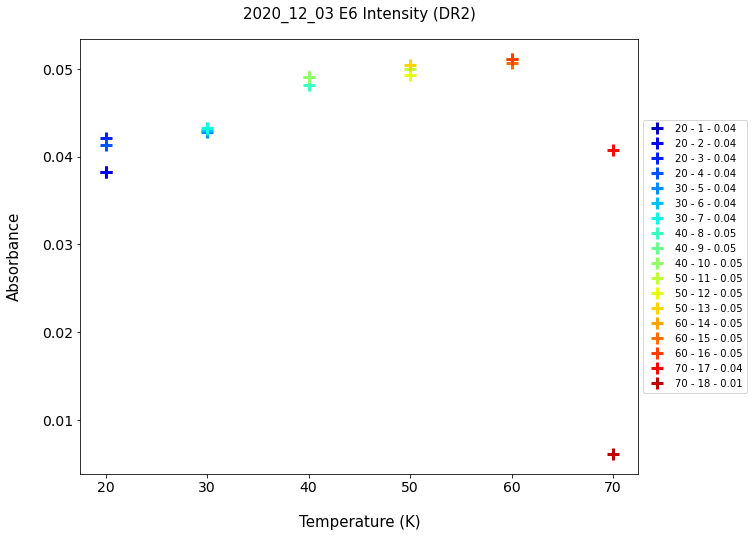 2020_12_03 E6 Intensity (DR2)
Absorbance
0.05
0.04
0.03
0.02
0.01
20 30 40 50 60 70
Temperature (K)
20 - 1 - 0.04
20 - 2 - 0.04
20 - 3 - 0.04
20 - 4 - 0.04
30 - 5 - 0.04
30 - 6 - 0.04
30 - 7 - 0.04
40 - 8 - 0.05
40 - 9 - 0.05
40 - 10 - 0.05
50 - 11 - 0.05
50 - 12 - 0.05
50 - 13 - 0.05
60 - 14 - 0.05
60 - 15 - 0.05
60 - 16 - 0.05
70 - 17 - 0.04
70 - 18 - 0.01